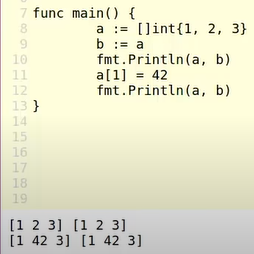 6
7 func main() {
8 a := []int{1, 2, 3}
9 b := a
10 fmt.Println(a, b)
11 a[1] = 42
12 fmt.Println(a, b)
13 }
14
15
16
17
18
19
[1 2 3] [1 2 3]
[1 42 3] [1 42 3]